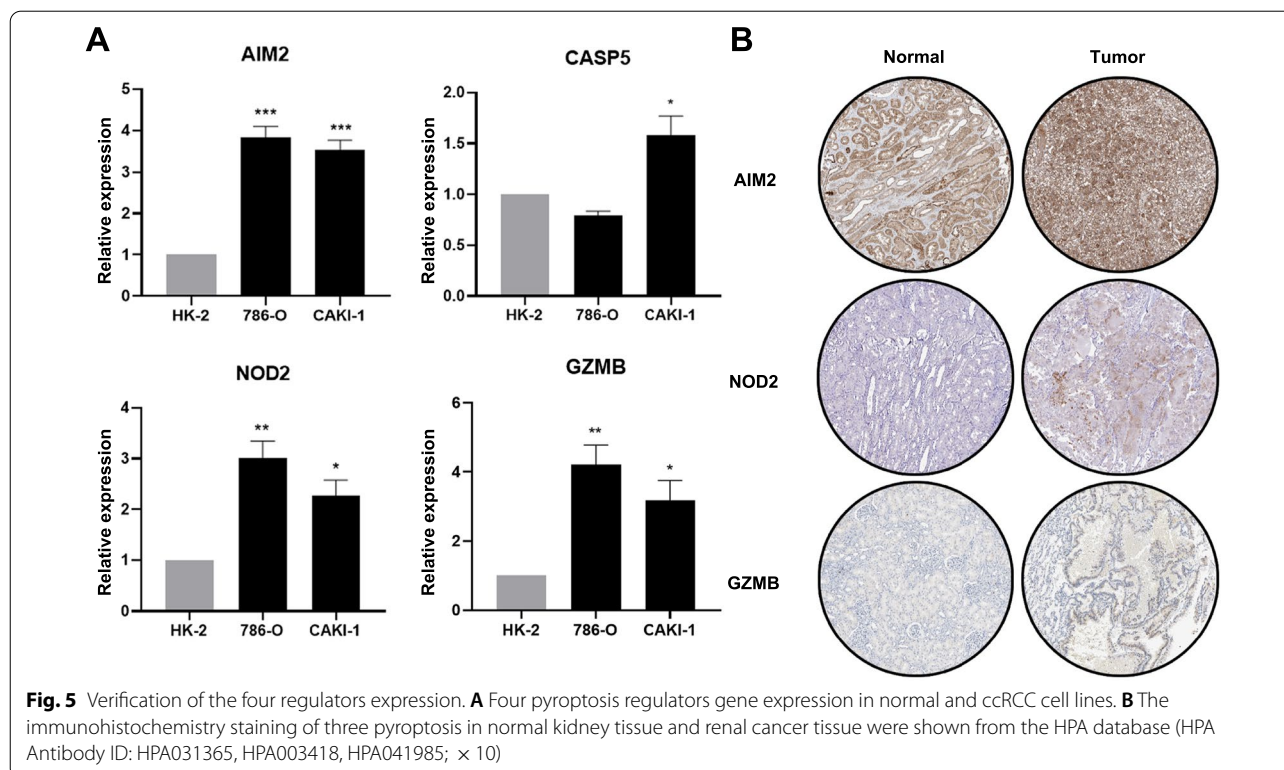 A
AIM2
Relative expression
5
4
3
2
1
0
***
***
HK-2 786-O CAKI-1
CASP5
Relative expression
2.0
1.5
1.0
0.5
0.0
*
HK-2 786-O CAKI-1
NOD2
Relative expression
4
3
2
1
0
**
*
HK-2 786-O CAKI-1
GZMB
Relative expression
6
4
2
0
**
*
HK-2 786-O CAKI-1
B
Normal Tumor
AIM2
NOD2
GZMB
Fig. 5 Verification of the four regulators expression. A Four pyroptosis regulators gene expression in normal and ccRCC cell lines. B The
immunohistochemistry staining of three pyroptosis in normal kidney tissue and renal cancer tissue were shown from the HPA database (HPA
Antibody ID: HPA031365, HPA003418, HPA041985; × 10)